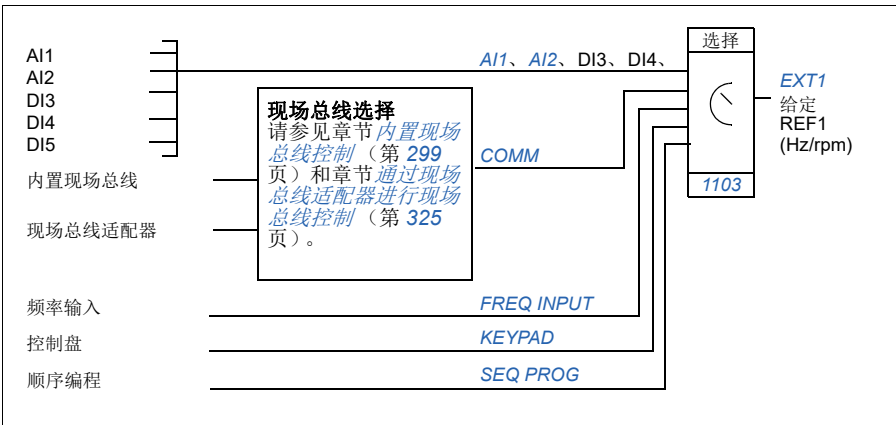 AI1
AI2
DI3
DI4
DI5
内置现场总线
现场总线适配器
频率输入
控制盘
顺序编程
现场总线选择
请参见章节内置现场
总线控制（第 299
页）和章节通过现场
总线适配器进行现场
总线控制（第 325
页）。
AI1、AI2、DI3、DI4、
COMM
FREQ INPUT
KEYPAD
SEQ PROG
选择
1103
EXT1
给定
REF1
(Hz/rpm)